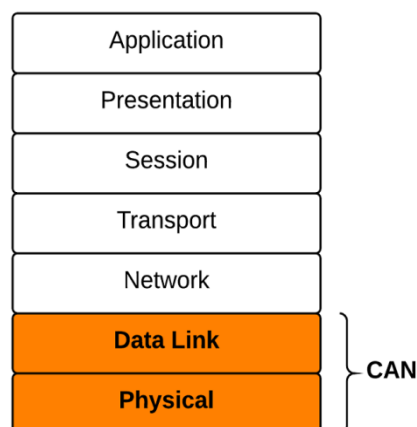 Application
Presentation
Session
Transport
Network
Data Link
CAN
Physical